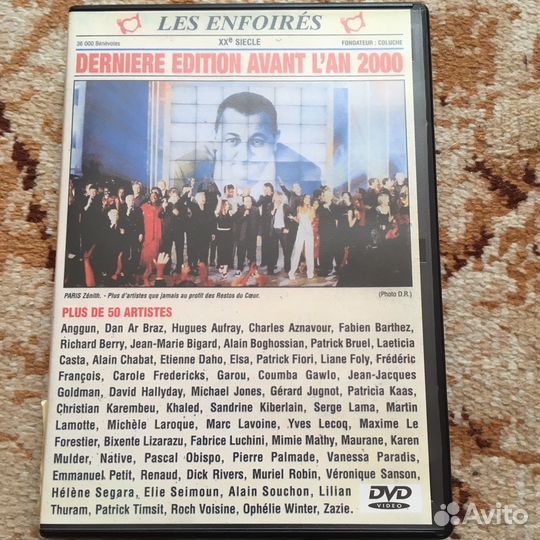 LES ENFOIRÉS
26 000 Bénévoles
XXe SIECLE
FONDATEUR : COLUCHE
DERNIERE EDITION AVANT L'AN 2000
PARIS Zénith. - Plus d'artistes que jamais au profit des Restos du Cœur.
(Photo D.R.)
PLUS DE 50 ARTISTES
Anggun, Dan Ar Braz, Hugues Aufray, Charles Aznavour, Fabien Barthez,
Richard Berry, Jean-Marie Bigard, Alain Boghossian, Patrick Bruel, Laeticia
Casta, Alain Chabat, Etienne Daho, Elsa, Patrick Fiori, Liane Foly, Frédéric
François, Carole Fredericks, Garou, Coumba Gawlo, Jean-Jacques
Goldman, David Hallyday, Michael Jones, Gérard Jugnot, Patricia Kaas,
Christian Karembeu, Khaled, Sandrine Kiberlain, Serge Lama, Martin
Lamotte, Michèle Laroque, Marc Lavoine, Yves Lecoq, Maxime Le
Forestier, Bixente Lizarazu, Fabrice Luchini, Mimie Mathy, Maurane, Karen
Mulder, Native, Pascal Obispo, Pierre Palmade, Vanessa Paradis,
Emmanuel Petit, Renaud, Dick Rivers, Muriel Robin, Véronique Sanson,
Hélène Segara, Elie Seimoun, Alain Souchon, Lilian
Thuram, Patrick Timsit, Roch Voisine, Ophélie Winter, Zazie.
DVD
VIDEO
Avito